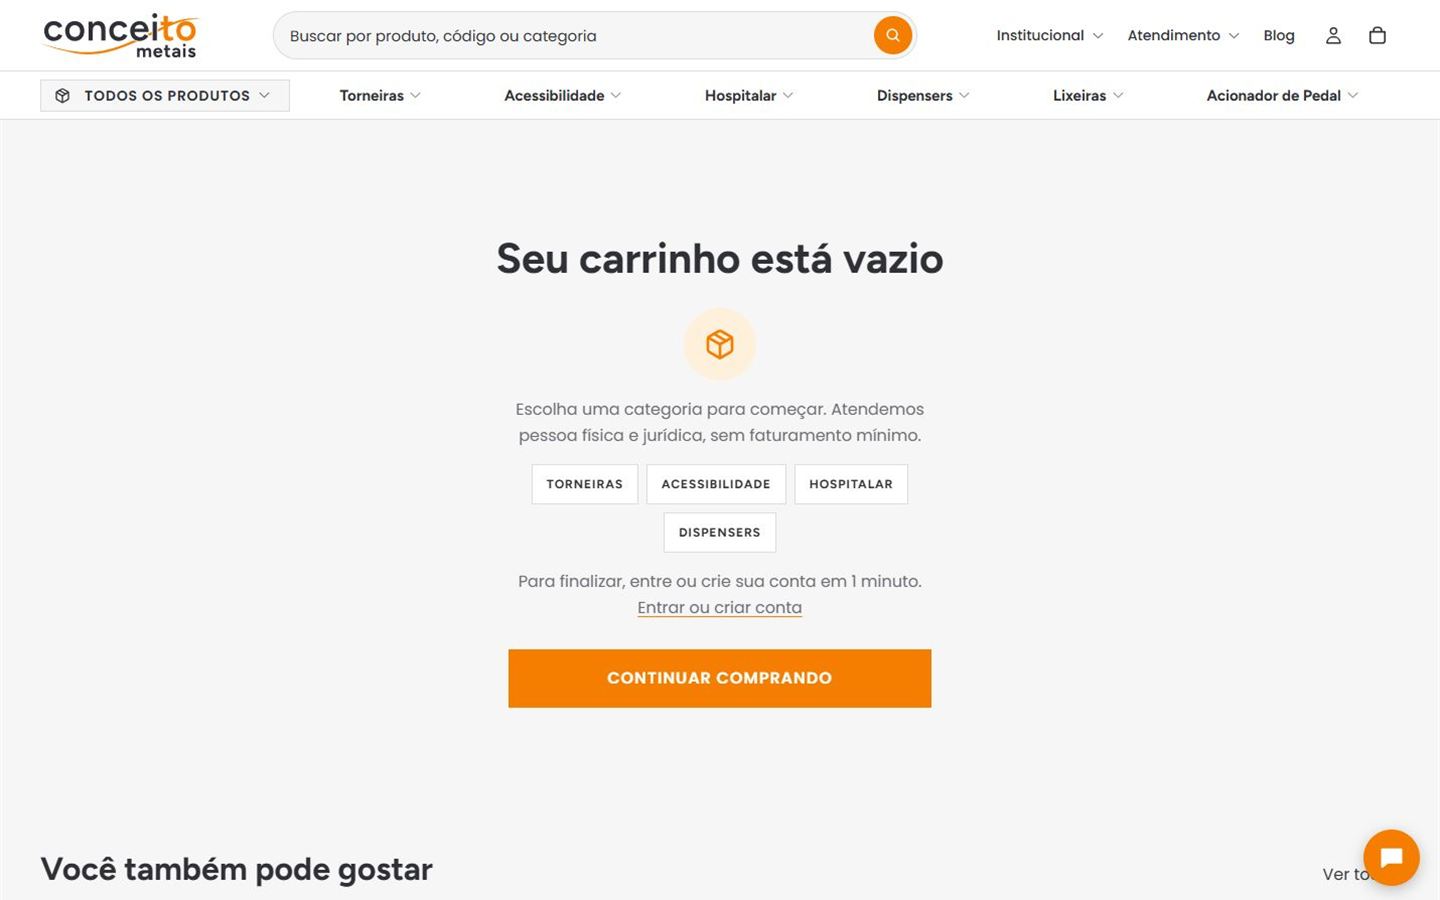 conceito
metais
Buscar por produto, código ou categoria
Institucional
Atendimento
Blog
TODOS OS PRODUTOS
Torneiras
Acessibilidade
Hospitalar
Dispensers
Lixeiras
Acionador de Pedal
Seu carrinho está vazio
Escolha uma categoria para começar. Atendemos
pessoa física e jurídica, sem faturamento mínimo.
TORNEIRAS
ACESSIBILIDADE
HOSPITALAR
DISPENSERS
Para finalizar, entre ou crie sua conta em 1 minuto.
Entrar ou criar conta
CONTINUAR COMPRANDO
Você também pode gostar
Ver